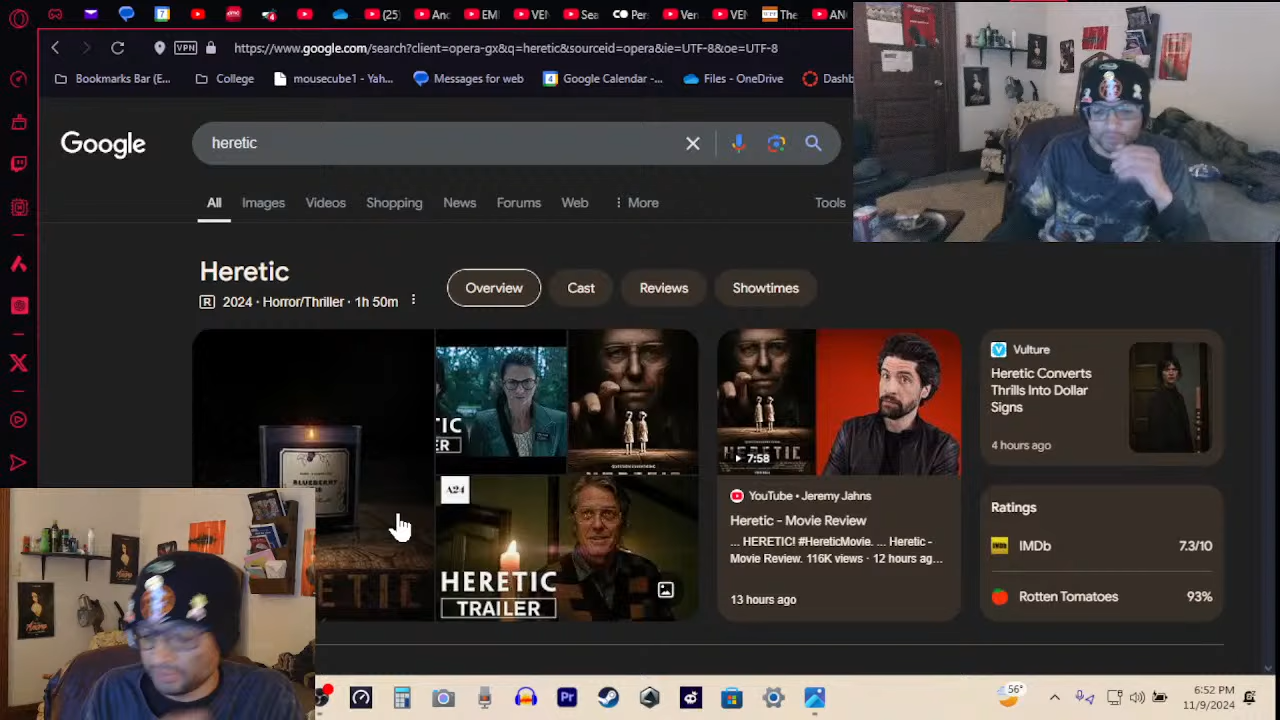 (25)
https://www.google.com/search?client=opera-gx&q=heretic&sourceid=opera&ie=UTF-8&oe=UTF-8
VPN
Bookmarks Bar (E...
College
mousecube1 - Yah...
Messages for web
Google Calendar -...
Files - OneDrive
Dashb
Google
heretic
All
Images
Videos
Shopping
News
Forums
Web
More
Tools
Heretic
R 2024 · Horror/Thriller · 1h 50m
Overview
Cast
Reviews
Showtimes
BLUEBERRY
A24
HERETIC
TRAILER
HERETIC
7:58
YouTube • Jeremy Jahns
Heretic - Movie Review
... HERETIC! #HereticMovie. ... Heretic -
Movie Review. 116K views · 12 hours ag...
13 hours ago
Vulture
Heretic Converts
Thrills Into Dollar
Signs
4 hours ago
Ratings
IMDb
7.3/10
Rotten Tomatoes
93%
Pr
56°
6:52 PM
11/9/2024